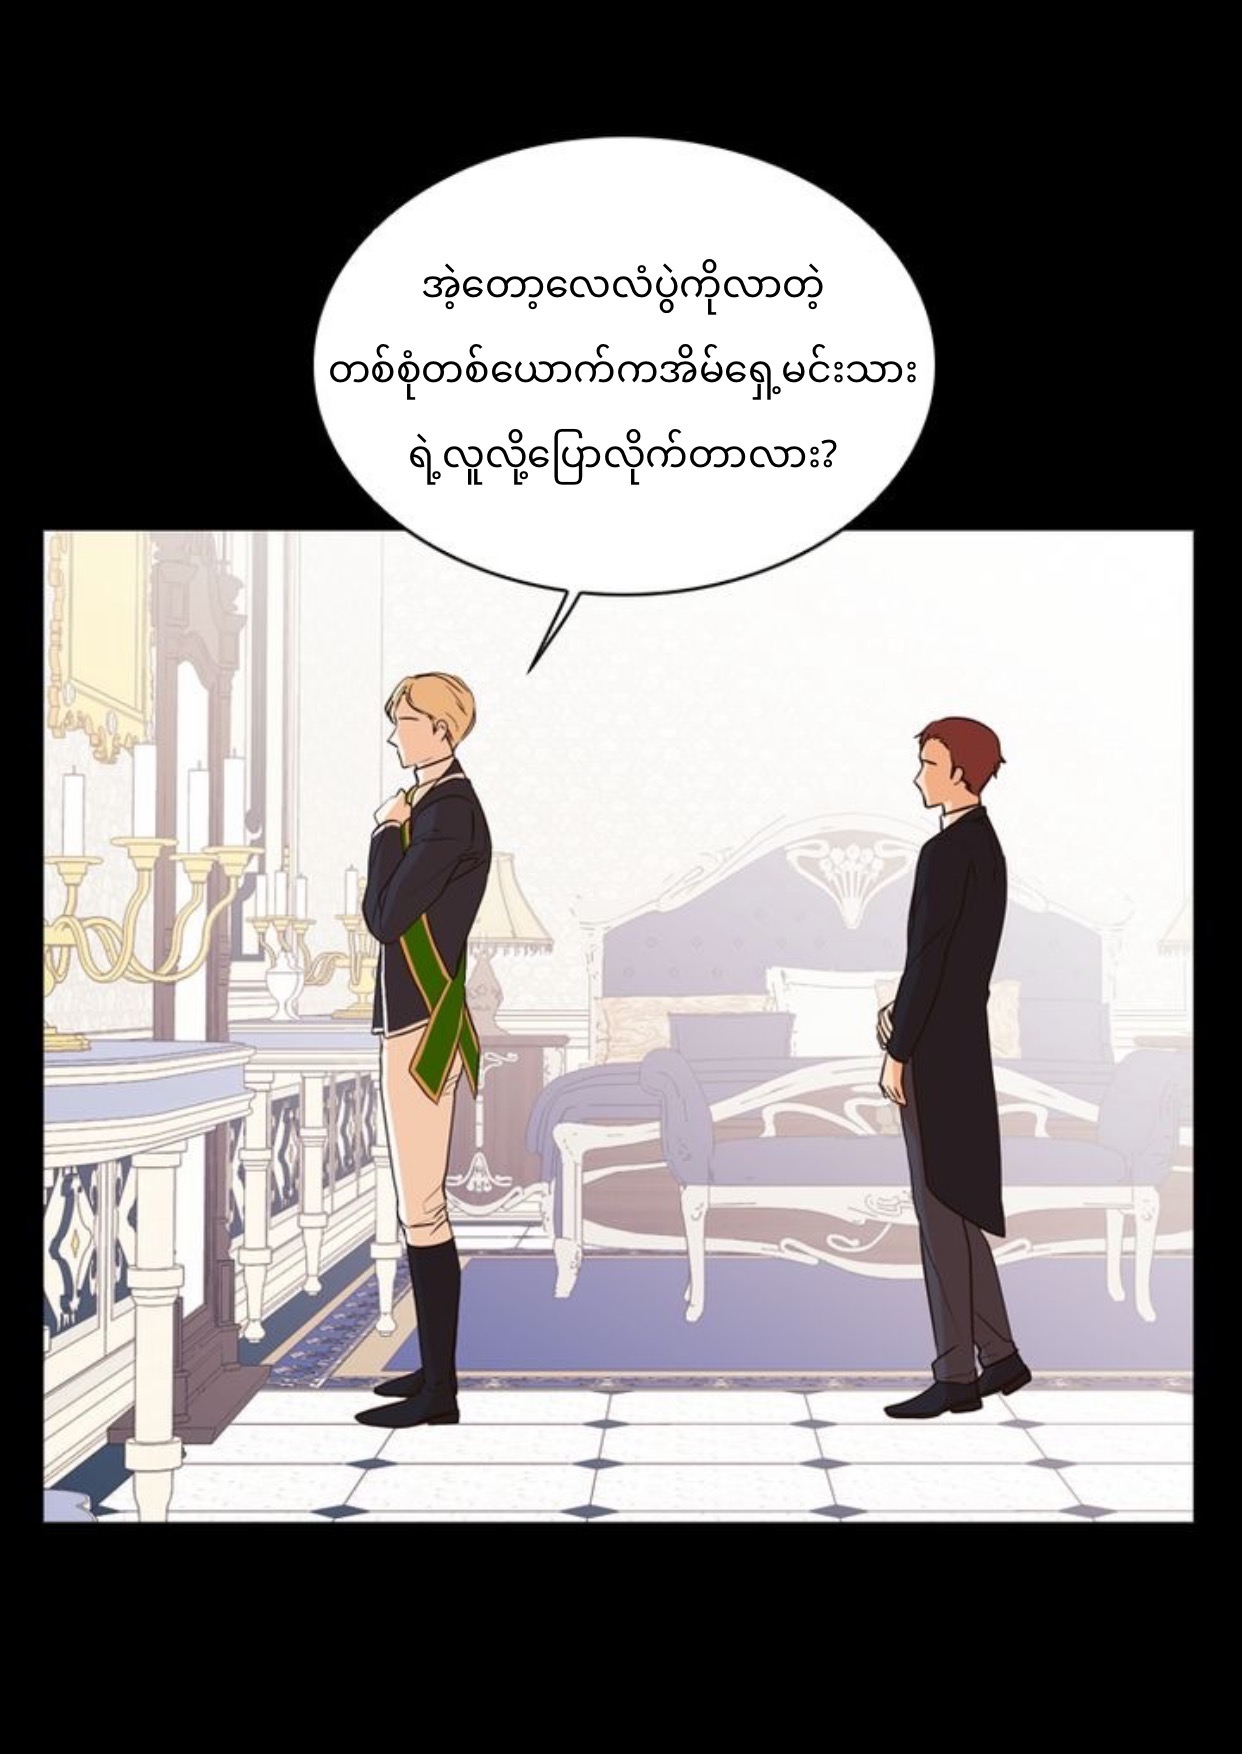 အဲ့တော့လေလံပွဲကိုလာတဲ့
တစ်စုံတစ်ယောက်ကအိမ်ရှေ့မင်းသား
ရဲ့လူလို့ပြောလိုက်တာလား?